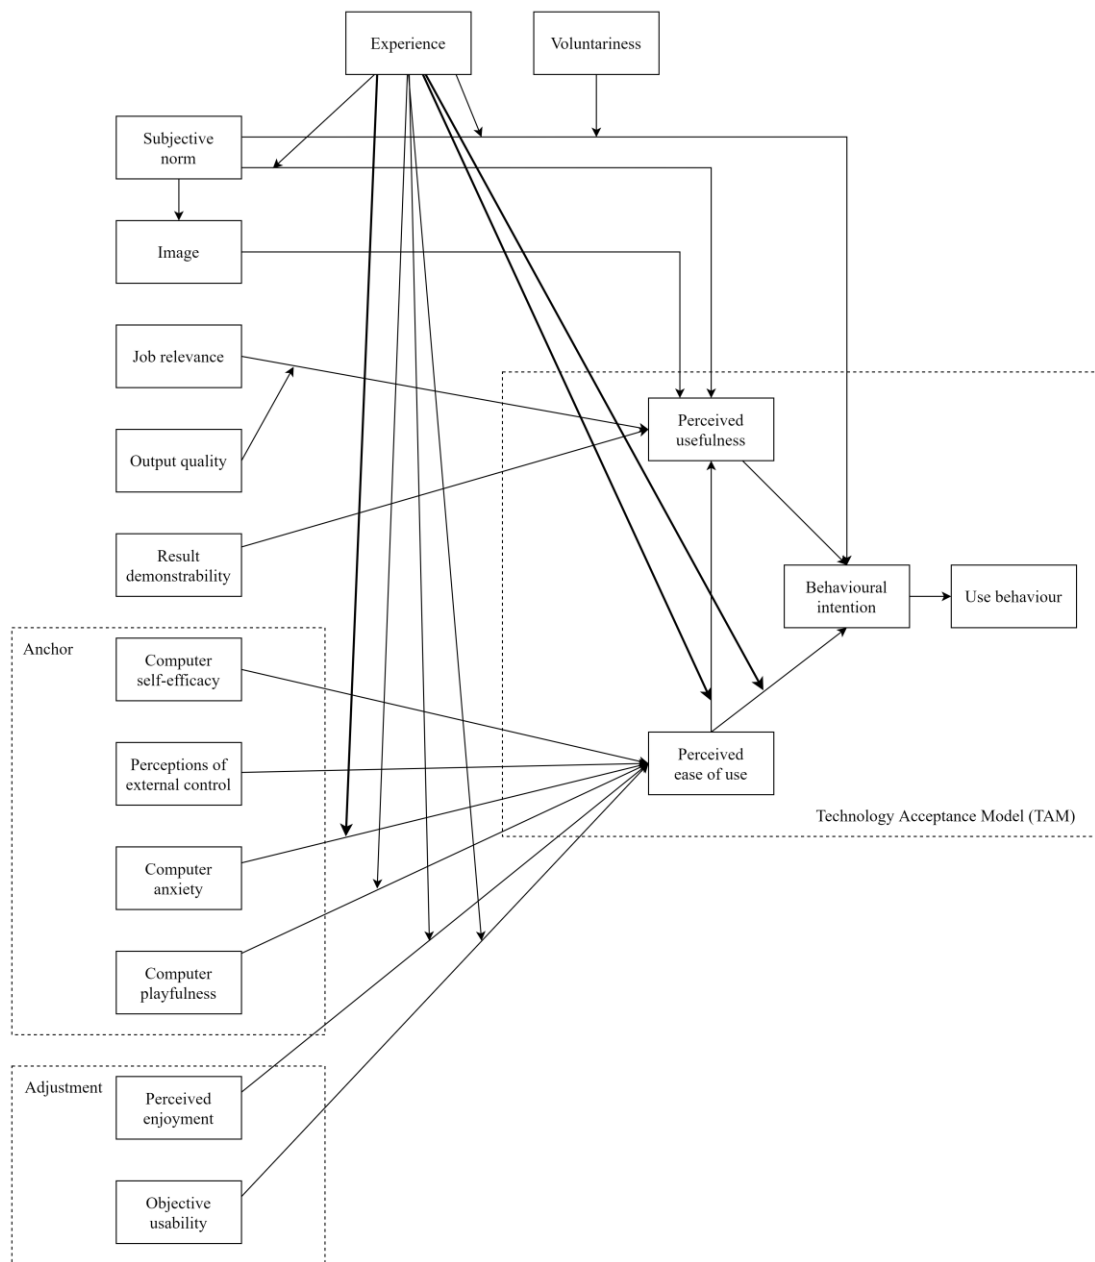 Experience
Voluntariness
Subjective
norm
Image
Job relevance
Output quality
Result
demonstrability
Perceived
usefulness
Behavioural
intention
Use behaviour
Anchor
Computer
self-efficacy
Perceptions of
external control
Computer
anxiety
Computer
playfulness
Perceived
ease of use
Technology Acceptance Model (TAM)
Adjustment
Perceived
enjoyment
Objective
usability